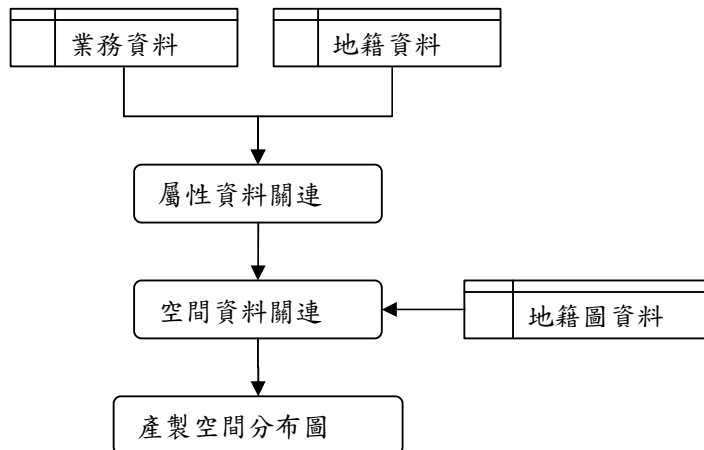 業務資料
地籍資料
屬性資料關連
空間資料關連
地籍圖資料
產製空間分布圖